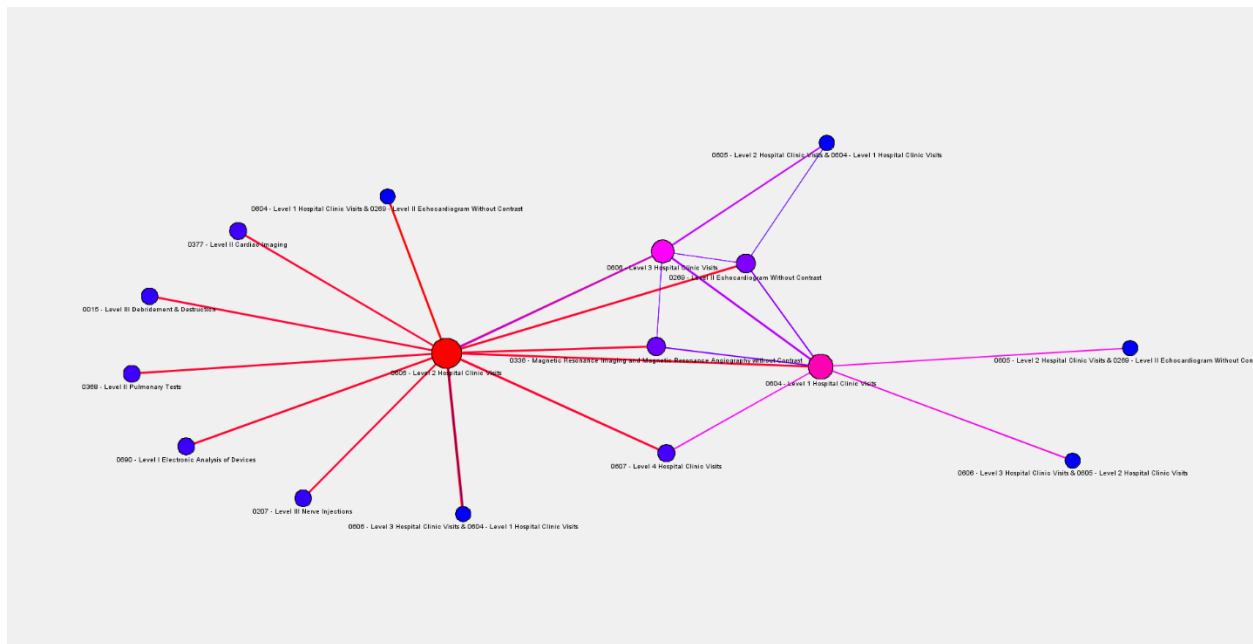 0605 - Level 2 Hospital Clinic Visits & 0604 - Level 1 Hospital Clinic Visits
0604 - Level 1 Hospital Clinic Visits & 0269 - Level II Echocardiogram Without Contrast
0377 - Level II Cardiac Imaging
0606 - Level 3 Hospital Clinic Visits
0269 - Level II Echocardiogram Without Contrast
0015 - Level III Debridement & Destruction
0336 - Magnetic Resonance Imaging and Magnetic Resonance Angiography without Contrast
0605 - Level 2 Hospital Clinic Visits & 0269 - Level II Echocardiogram Without Con
0605 - Level 2 Hospital Clinic Visits
0604 - Level 1 Hospital Clinic Visits
0368 - Level II Pulmonary Tests
0690 - Level I Electronic Analysis of Devices
0607 - Level 4 Hospital Clinic Visits
0606 - Level 3 Hospital Clinic Visits & 0605 - Level 2 Hospital Clinic Visits
0207 - Level III Nerve Injections
0606 - Level 3 Hospital Clinic Visits & 0604 - Level 1 Hospital Clinic Visits